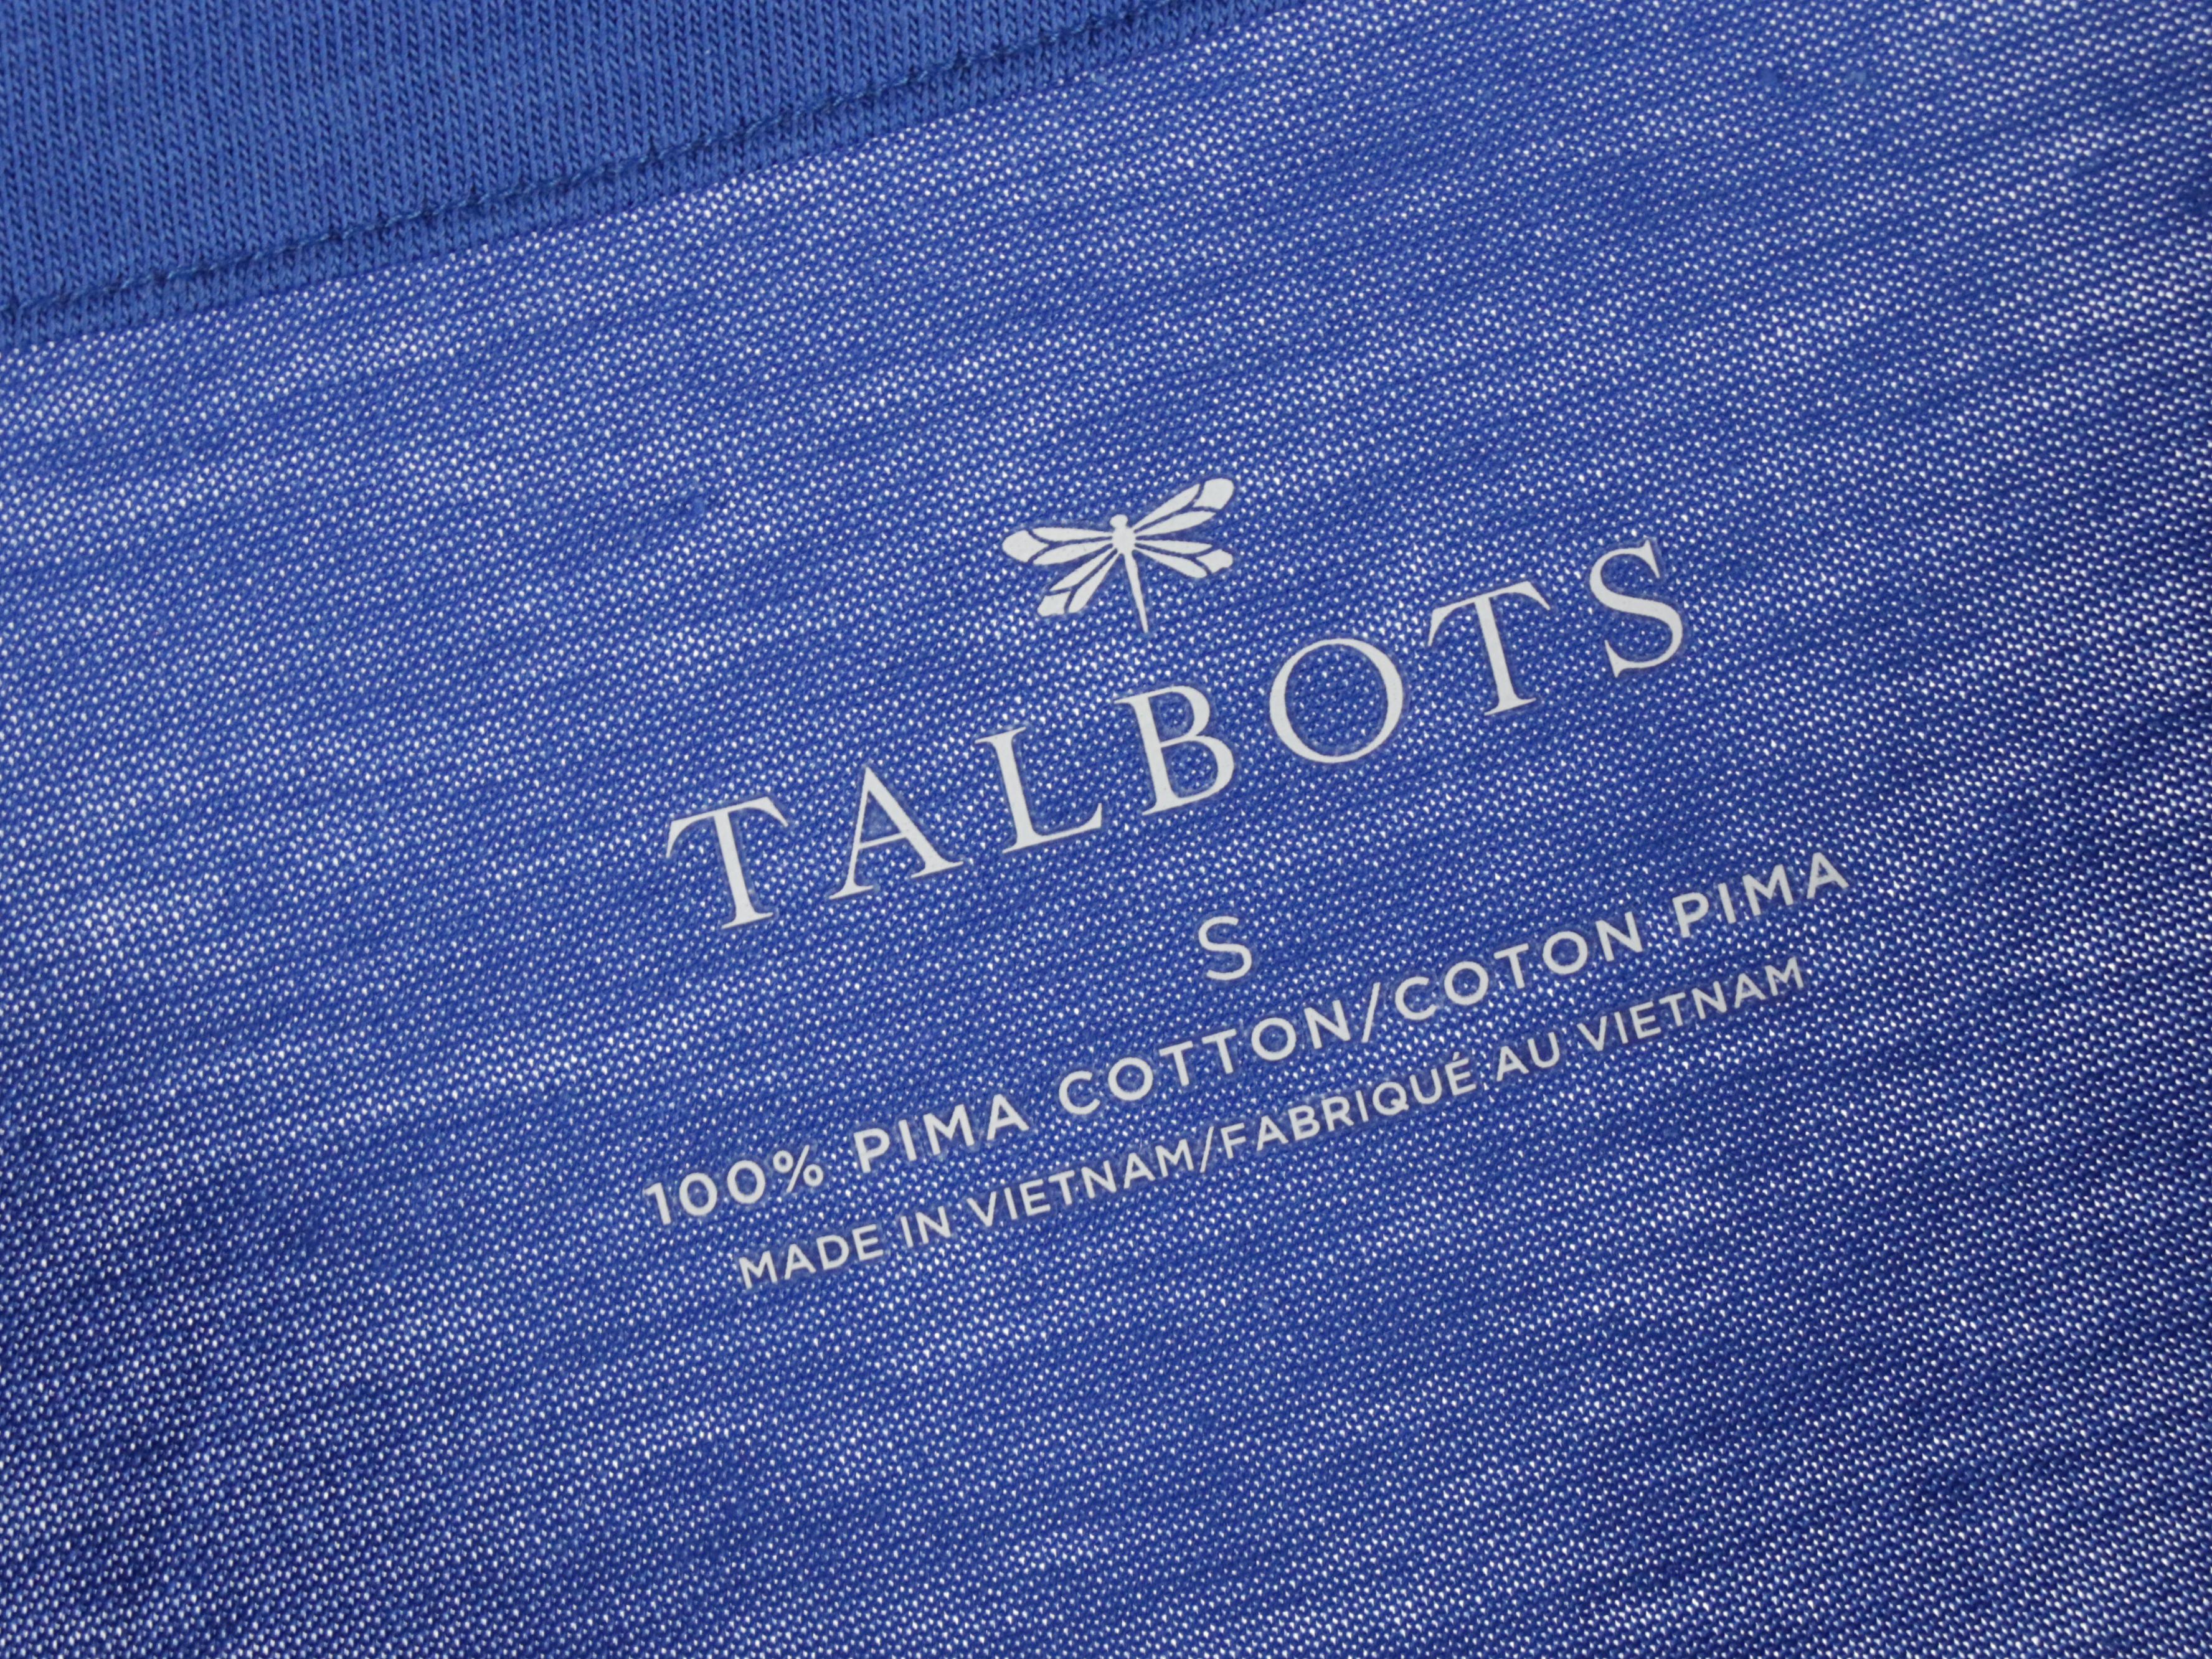 TALBOTS
S
100% PIMA COTTON/COTON PIMA
MADE IN VIETNAM/FABRIQUÉ AU VIETNAM